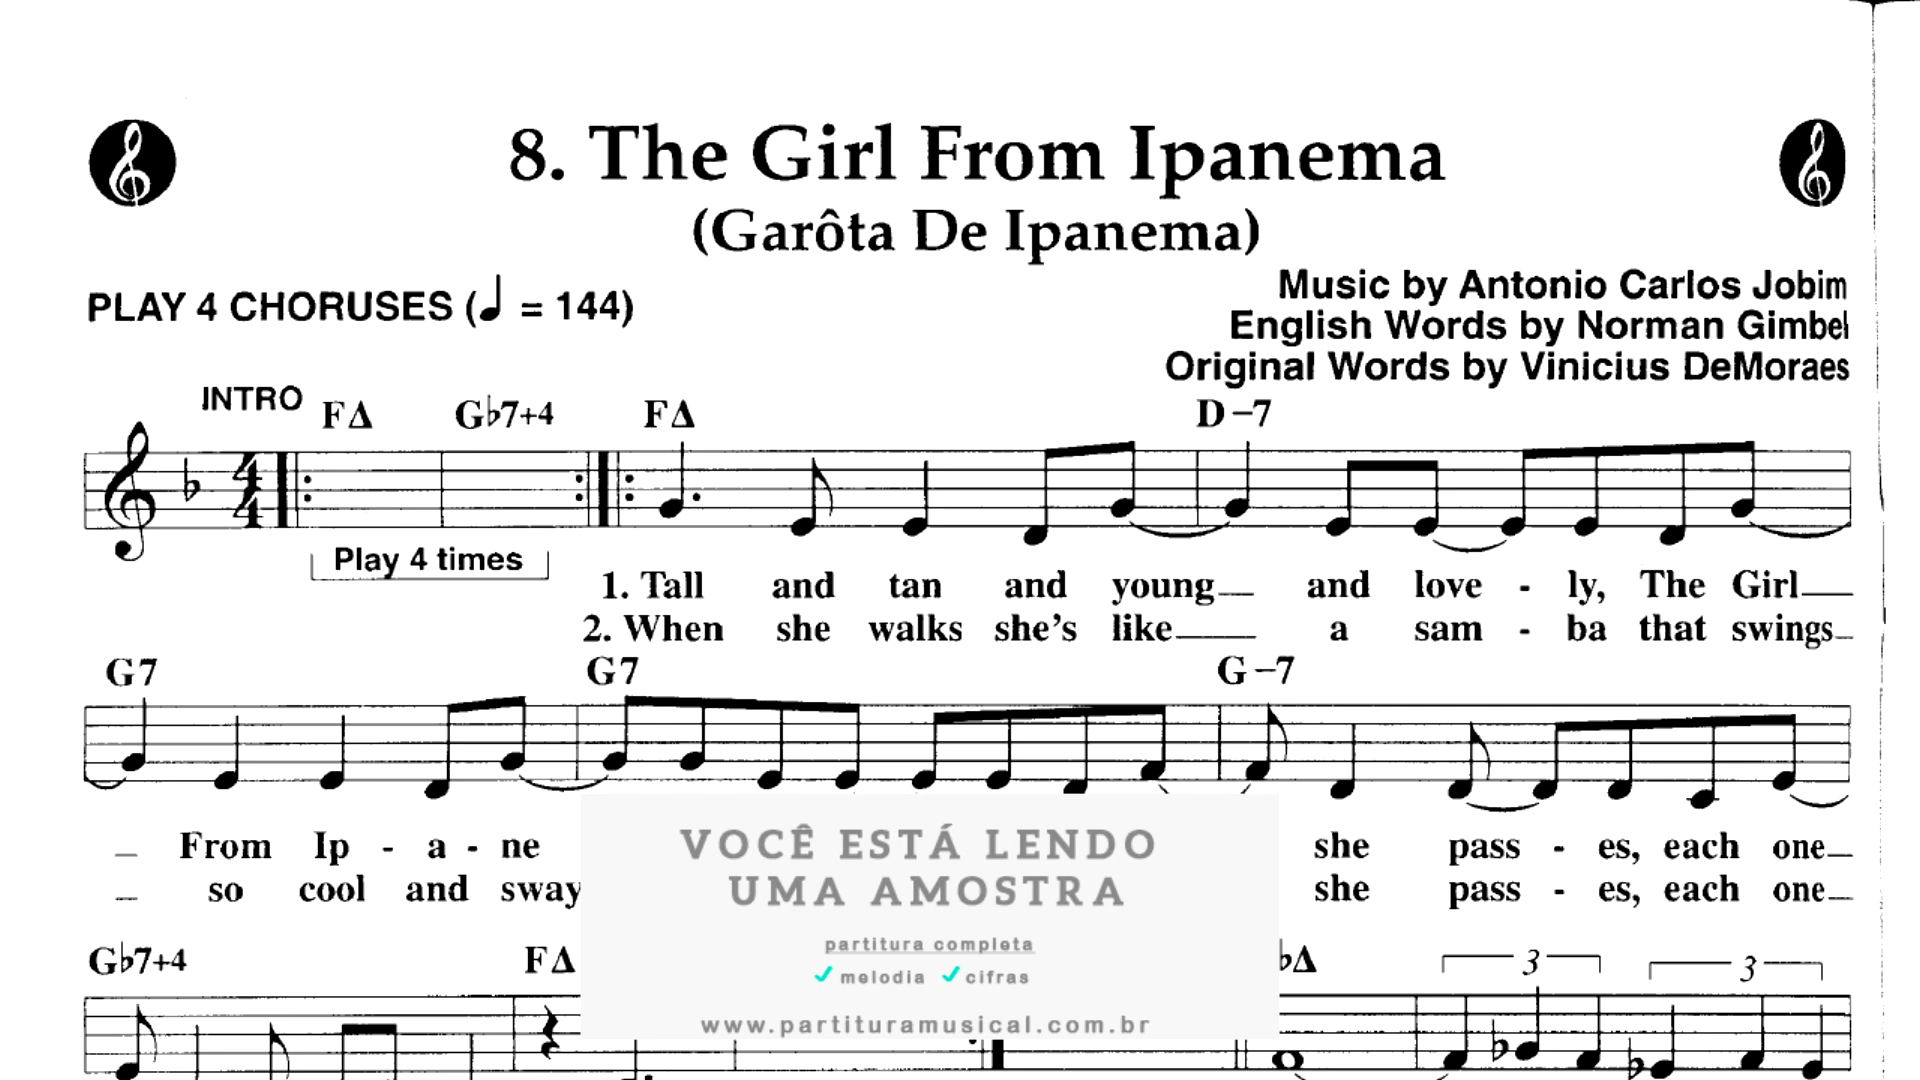 8. The Girl From Ipanema
(Garôta De Ipanema)
PLAY 4 CHORUSES (♩ = 144)
Music by Antonio Carlos Jobim
English Words by Norman Gimbel
Original Words by Vinicius DeMoraes
INTRO
FΔ G♭7+4 FΔ D–7
4
4
Play 4 times
1. Tall and tan and young and love - ly, The Girl
2. When she walks she's like a sam - ba that swings
G7 G7 G–7
From Ip - a - ne she pass - es, each one
so cool and sway she pass - es, each one
G♭7+4 FΔ ♭Δ 3 3
VOCÊ ESTÁ LENDO
UMA AMOSTRA
partitura completa
✓ melodia ✓ cifras
www.partituramusical.com.br